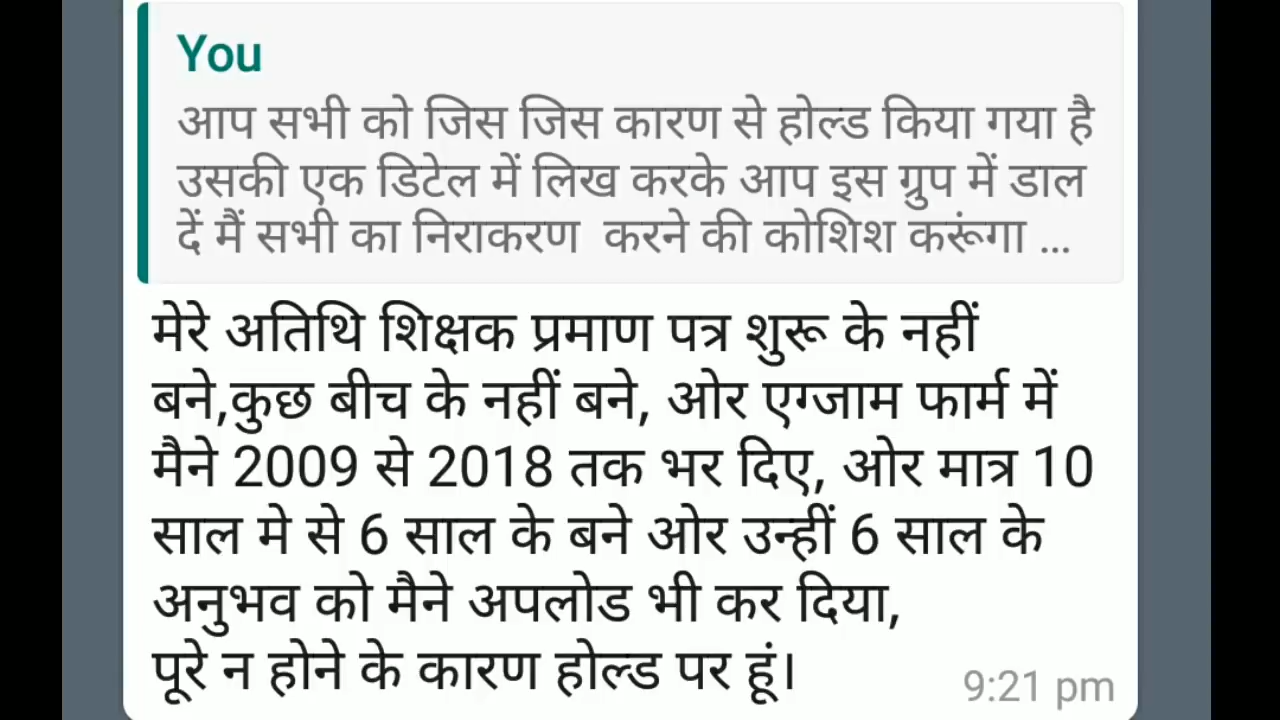 You
आप सभी को जिस जिस कारण से होल्ड किया गया है
उसकी एक डिटेल में लिख करके आप इस ग्रुप में डाल
दें मैं सभी का निराकरण  करने की कोशिश करूंगा ...
मेरे अतिथि शिक्षक प्रमाण पत्र शुरू के नहीं
बने,कुछ बीच के नहीं बने, ओर एग्जाम फार्म में
मैने 2009 से 2018 तक भर दिए, ओर मात्र 10
साल मे से 6 साल के बने ओर उन्हीं 6 साल के
अनुभव को मैने अपलोड भी कर दिया,
पूरे न होने के कारण होल्ड पर हूं।
9:21 pm